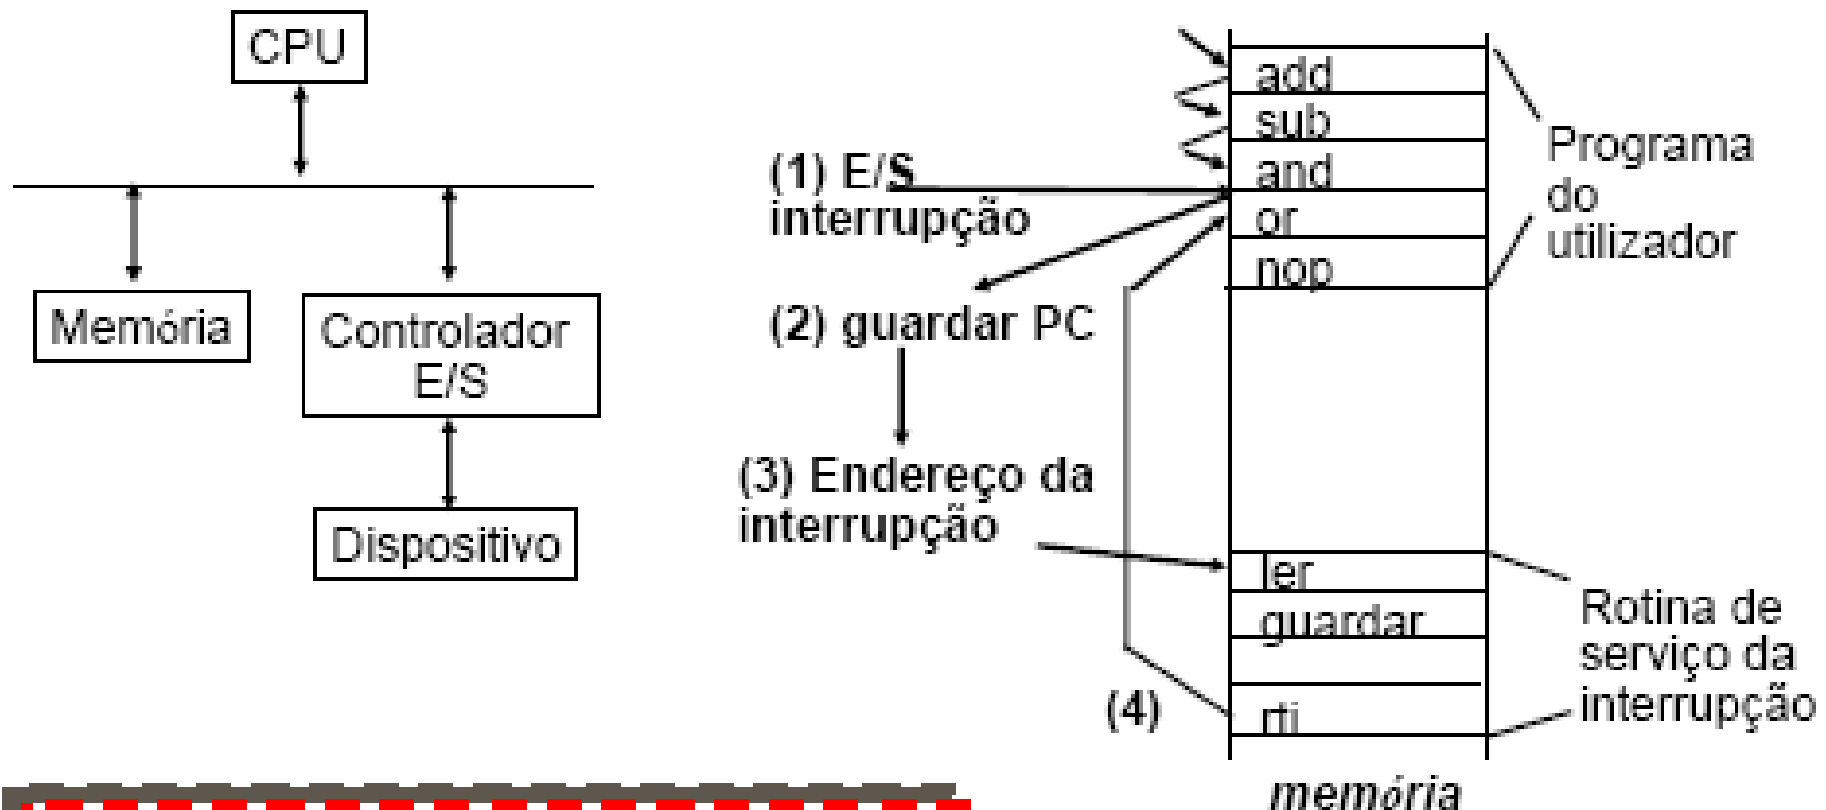 CPU
Memória
Controlador
E/S
Dispositivo
(1) E/S
interrupção
(2) guardar PC
(3) Endereço da
interrupção
(4)
add
sub
and
or
nop
ler
guardar
rti
memória
Programa
do
utilizador
Rotina de
serviço da
interrupção